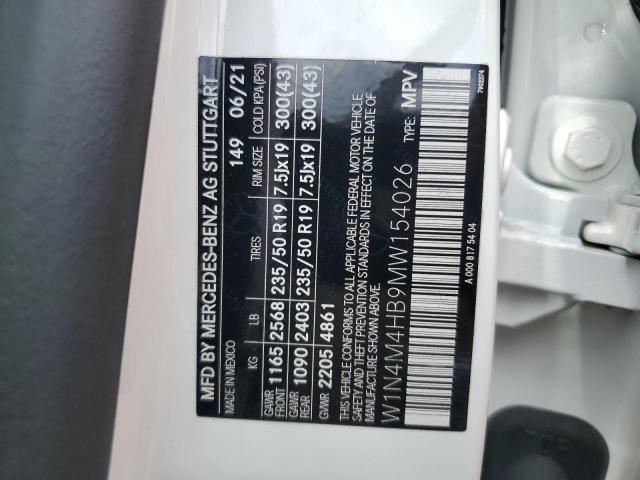 MFD BY MERCEDES-BENZ AG STUTTGART
MADE IN MEXICO 149 06/21
KG LB TIRES RIM SIZE COLD KPA(PSI)
GAWR FRONT 1165 2568 235/50 R19 7.5Jx19 300(43)
GAWR REAR 1090 2403 235/50 R19 7.5Jx19 300(43)
GVWR 2205 4861
THIS VEHICLE CONFORMS TO ALL APPLICABLE FEDERAL MOTOR VEHICLE
SAFETY AND THEFT PREVENTION STANDARDS IN EFFECT ON THE DATE OF
MANUFACTURE SHOWN ABOVE.
W1N4M4HB9MW154026 TYPE: MPV
A 000 817 54 04
7902274